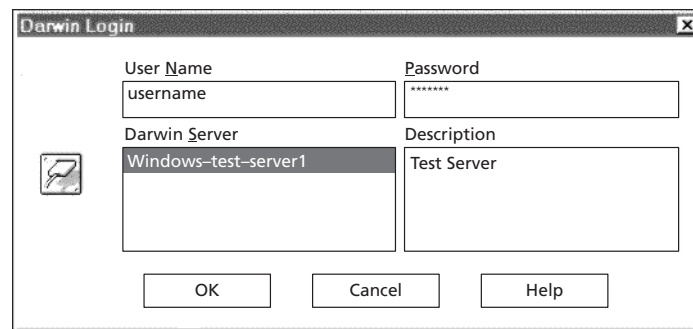 Darwin Login
User Name
Password
username
*******
Darwin Server
Description
Windows–test–server1
Test Server
OK
Cancel
Help